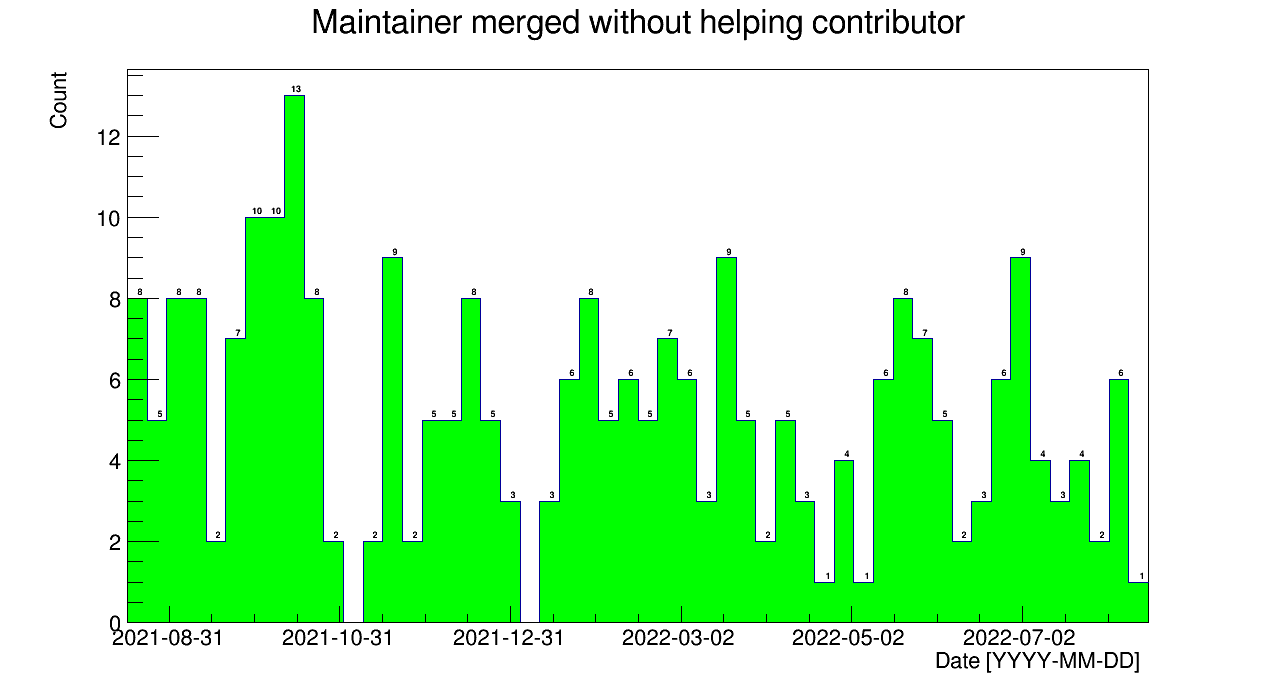 Maintainer merged without helping contributor
Count
13
12
10 10
10
9 9 9
8 8 8 8 8 8 8 8
7 7 7
6 6 6 6 6 6
5 5 5 5 5 5 5 5 5
4 4 4 4
3 3 3 3 3 3
2 2 2 2 2 2 2 2
1 1 1
0
2021-08-31 2021-10-31 2021-12-31 2022-03-02 2022-05-02 2022-07-02
Date [YYYY-MM-DD]